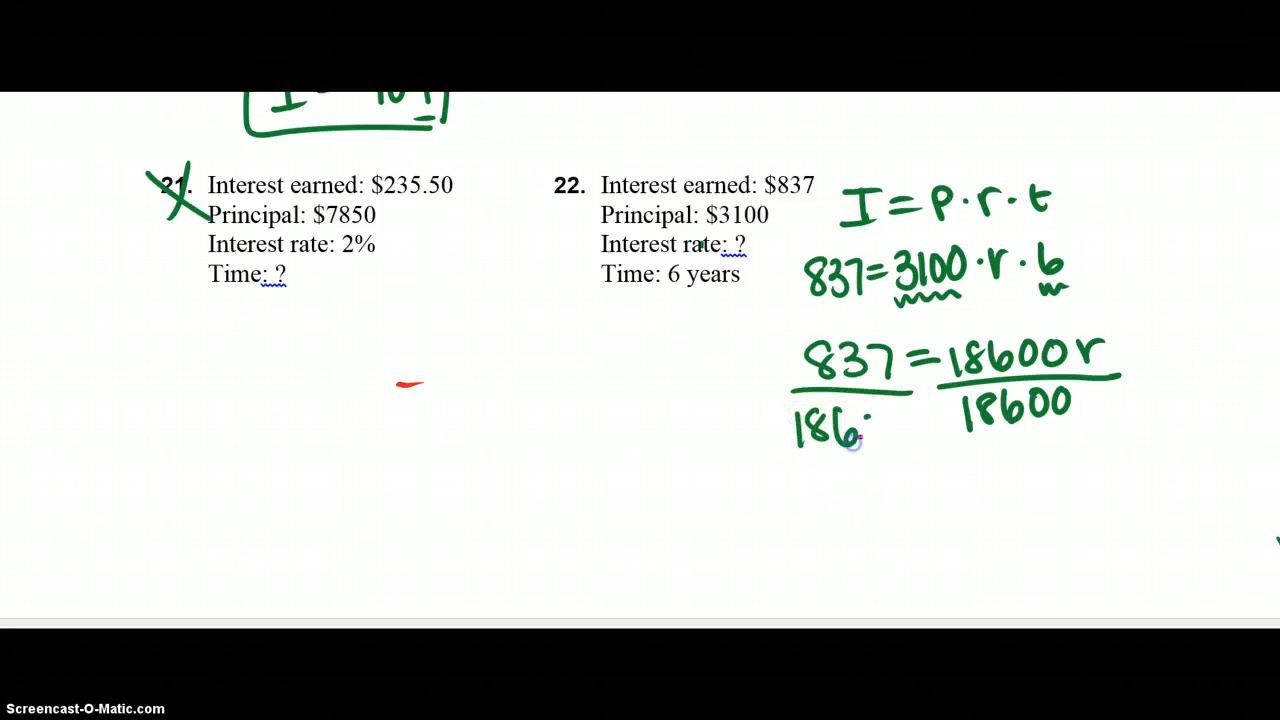 21. Interest earned: $235.50
Principal: $7850
Interest rate: 2%
Time: ?
22. Interest earned: $837
Principal: $3100
Interest rate: ?
Time: 6 years
I = p · r · t
837 = 3100 · r · 6
837 = 18600 r
186 18600
Screencast-O-Matic.com